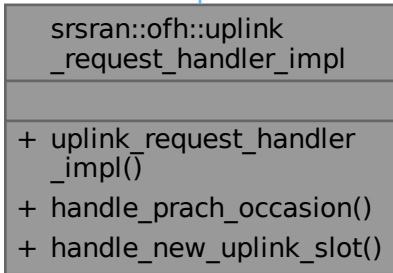 srsran::ofh::uplink
_request_handler_impl
+ uplink_request_handler
_impl()
+ handle_prach_occasion()
+ handle_new_uplink_slot()